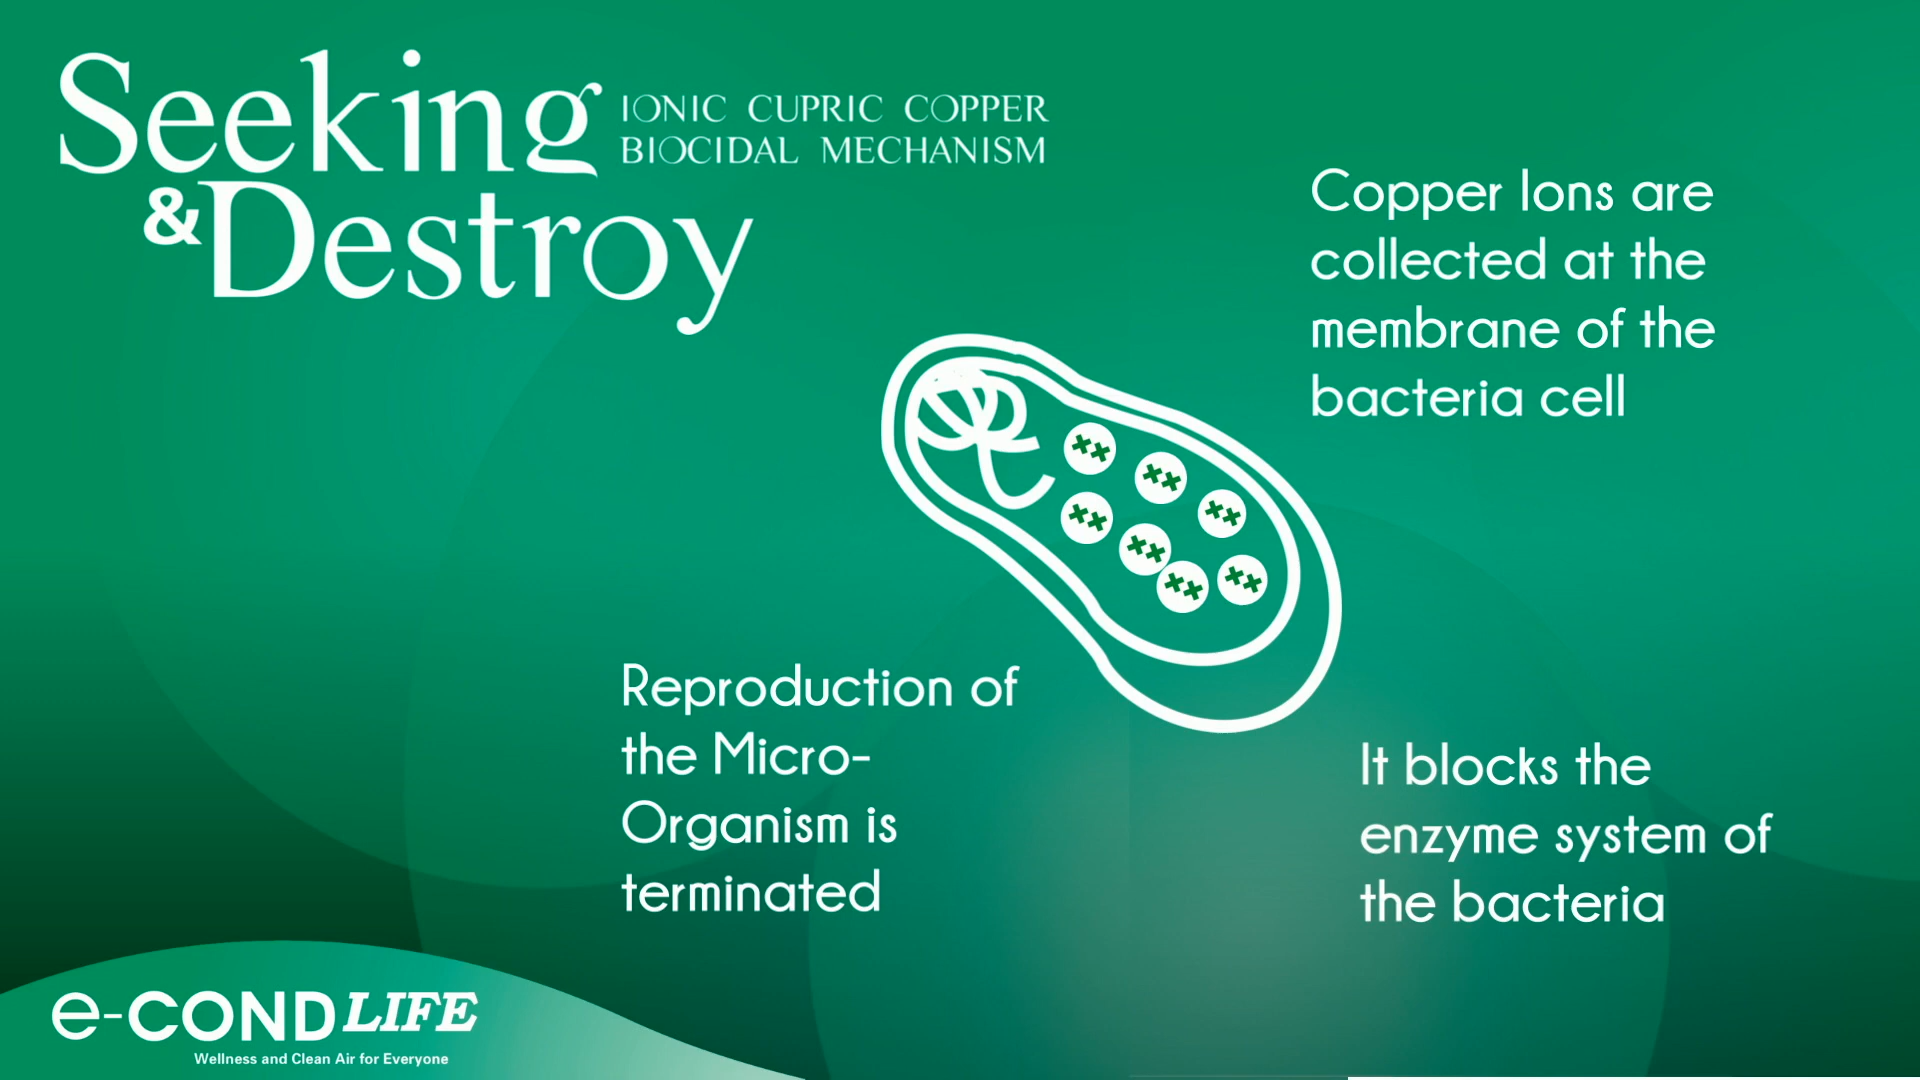 Seeking
IONIC CUPRIC COPPER
BIOCIDAL MECHANISM
&Destroy
Copper Ions are
collected at the
membrane of the
bacteria cell
Reproduction of
the Micro-
Organism is
terminated
It blocks the
enzyme system of
the bacteria
e-COND LIFE
Wellness and Clean Air for Everyone